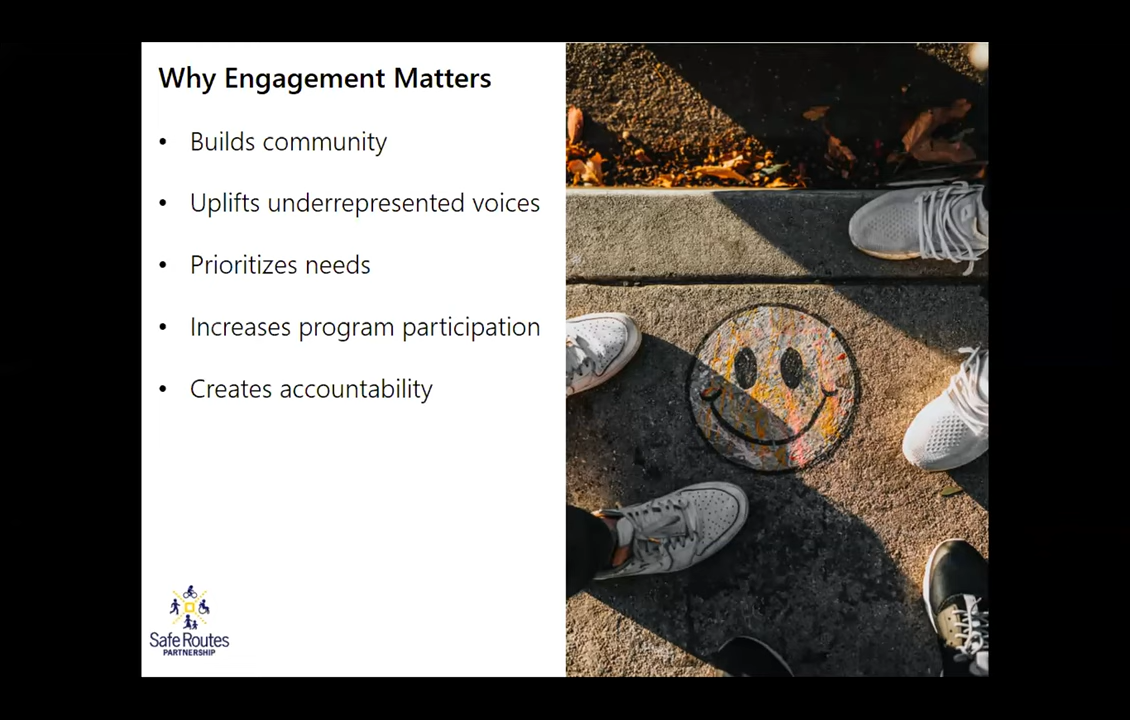 Why Engagement Matters
• Builds community
• Uplifts underrepresented voices
• Prioritizes needs
• Increases program participation
• Creates accountability
Safe Routes
PARTNERSHIP